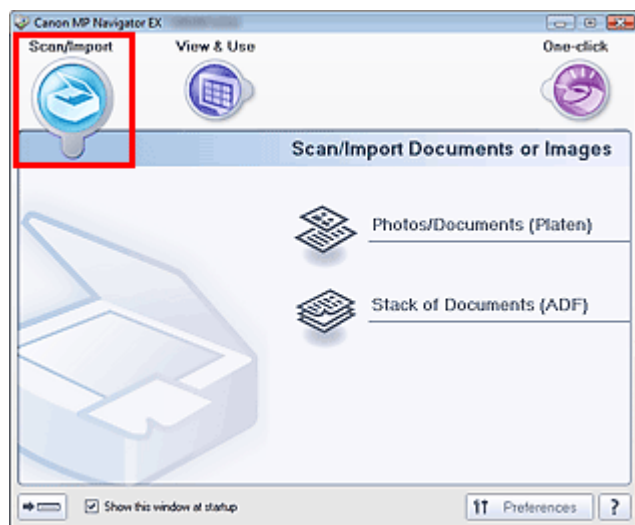 Canon MP Navigator EX
Scan/Import View & Use One-click
Scan/Import Documents or Images
Photos/Documents (Platen)
Stack of Documents (ADF)
Show this window at startup Preferences ?